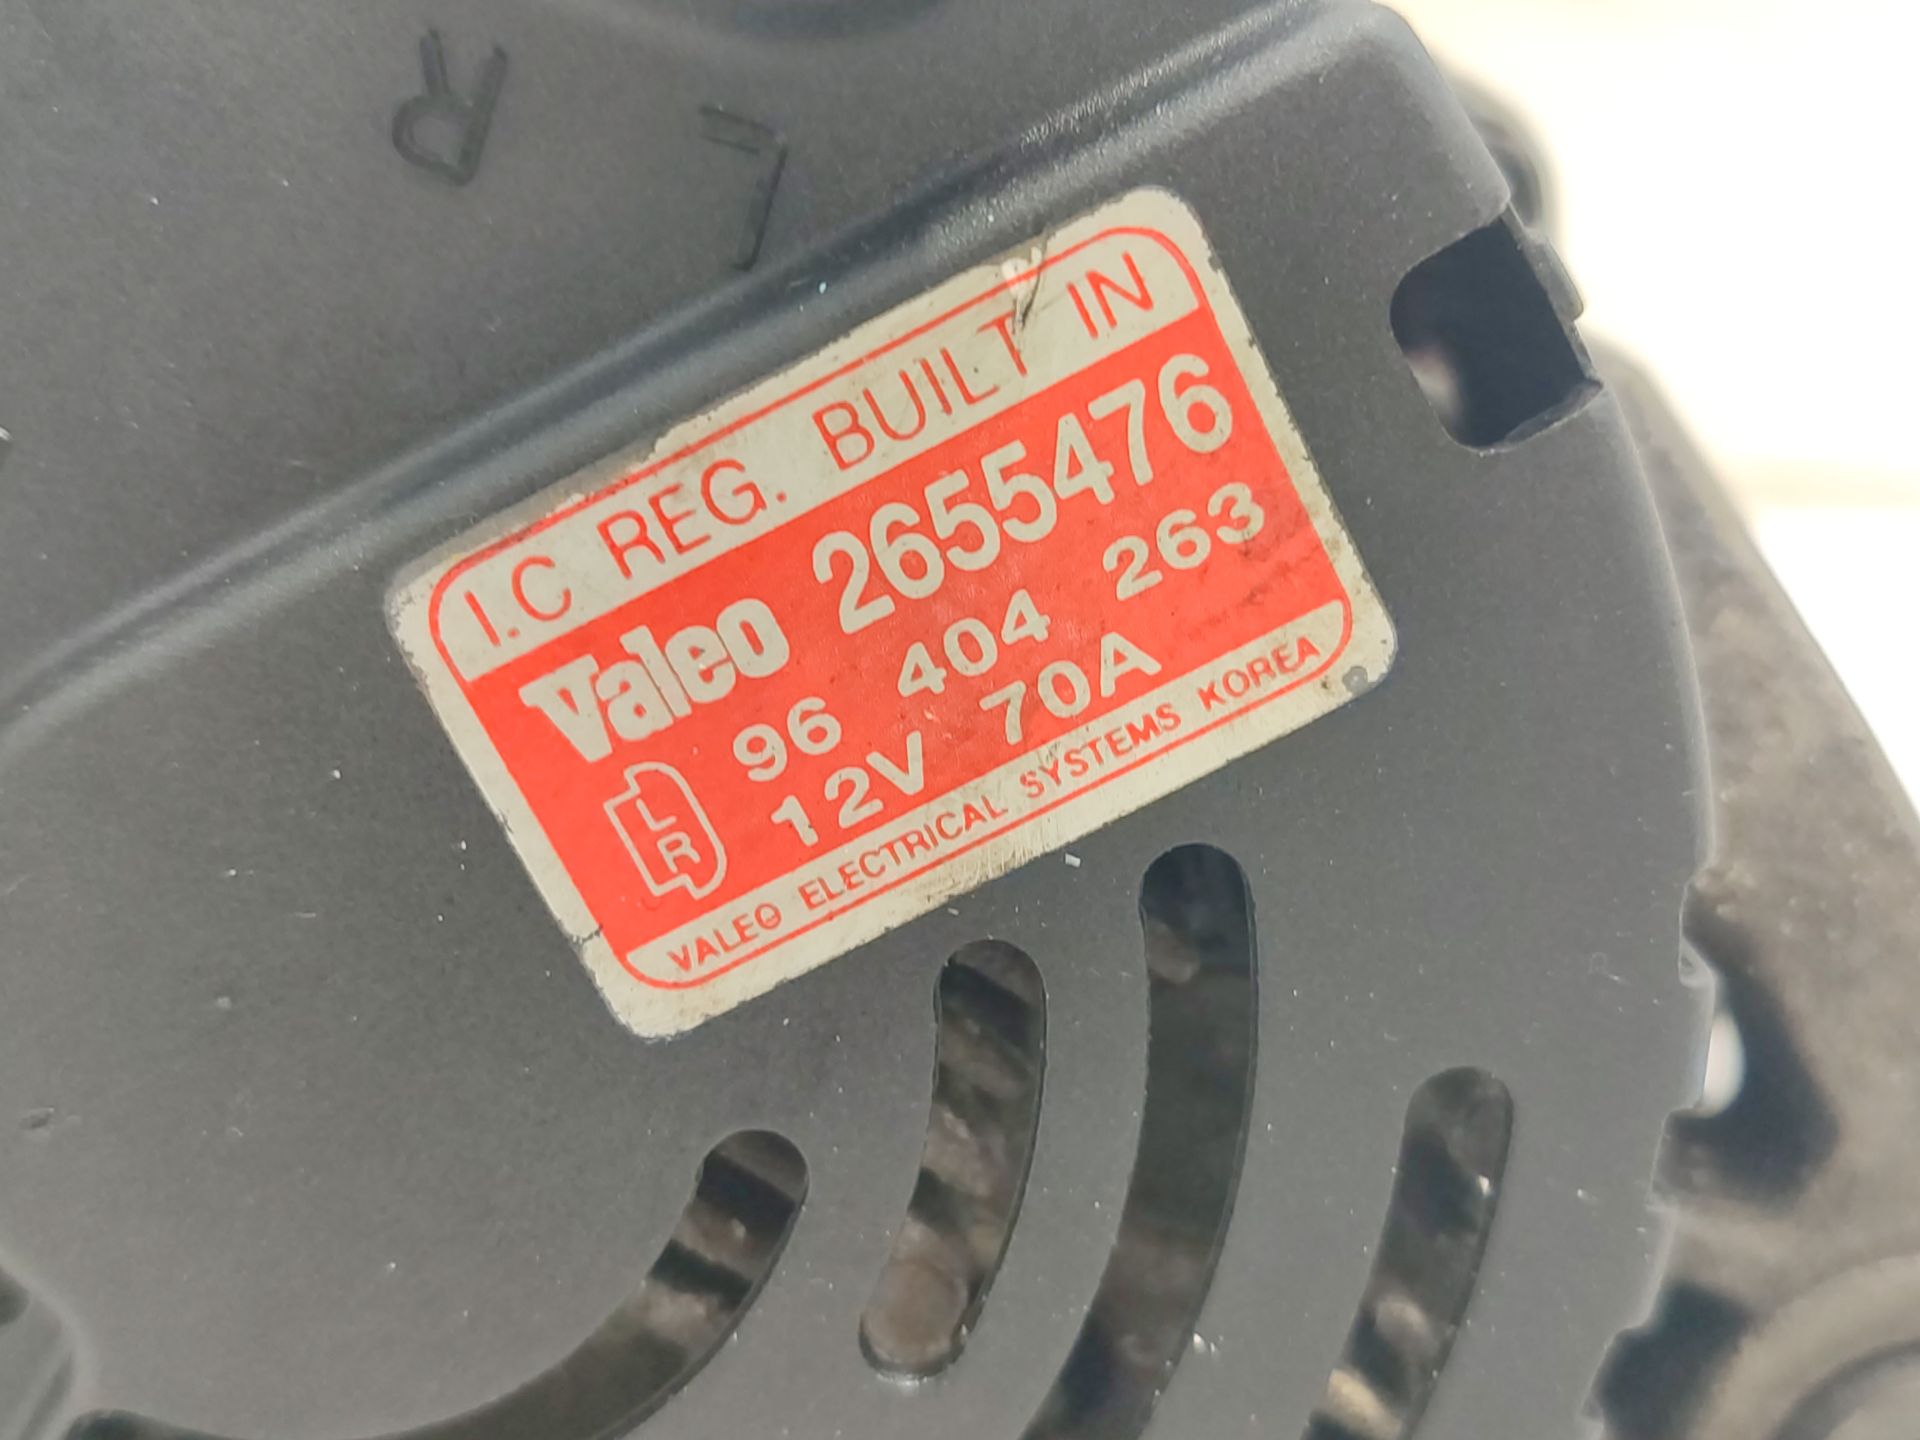 R L
I.C REG. BUILT IN
Valeo 2655476
96 404 263
L
R
12V 70A
VALEO ELECTRICAL SYSTEMS KOREA